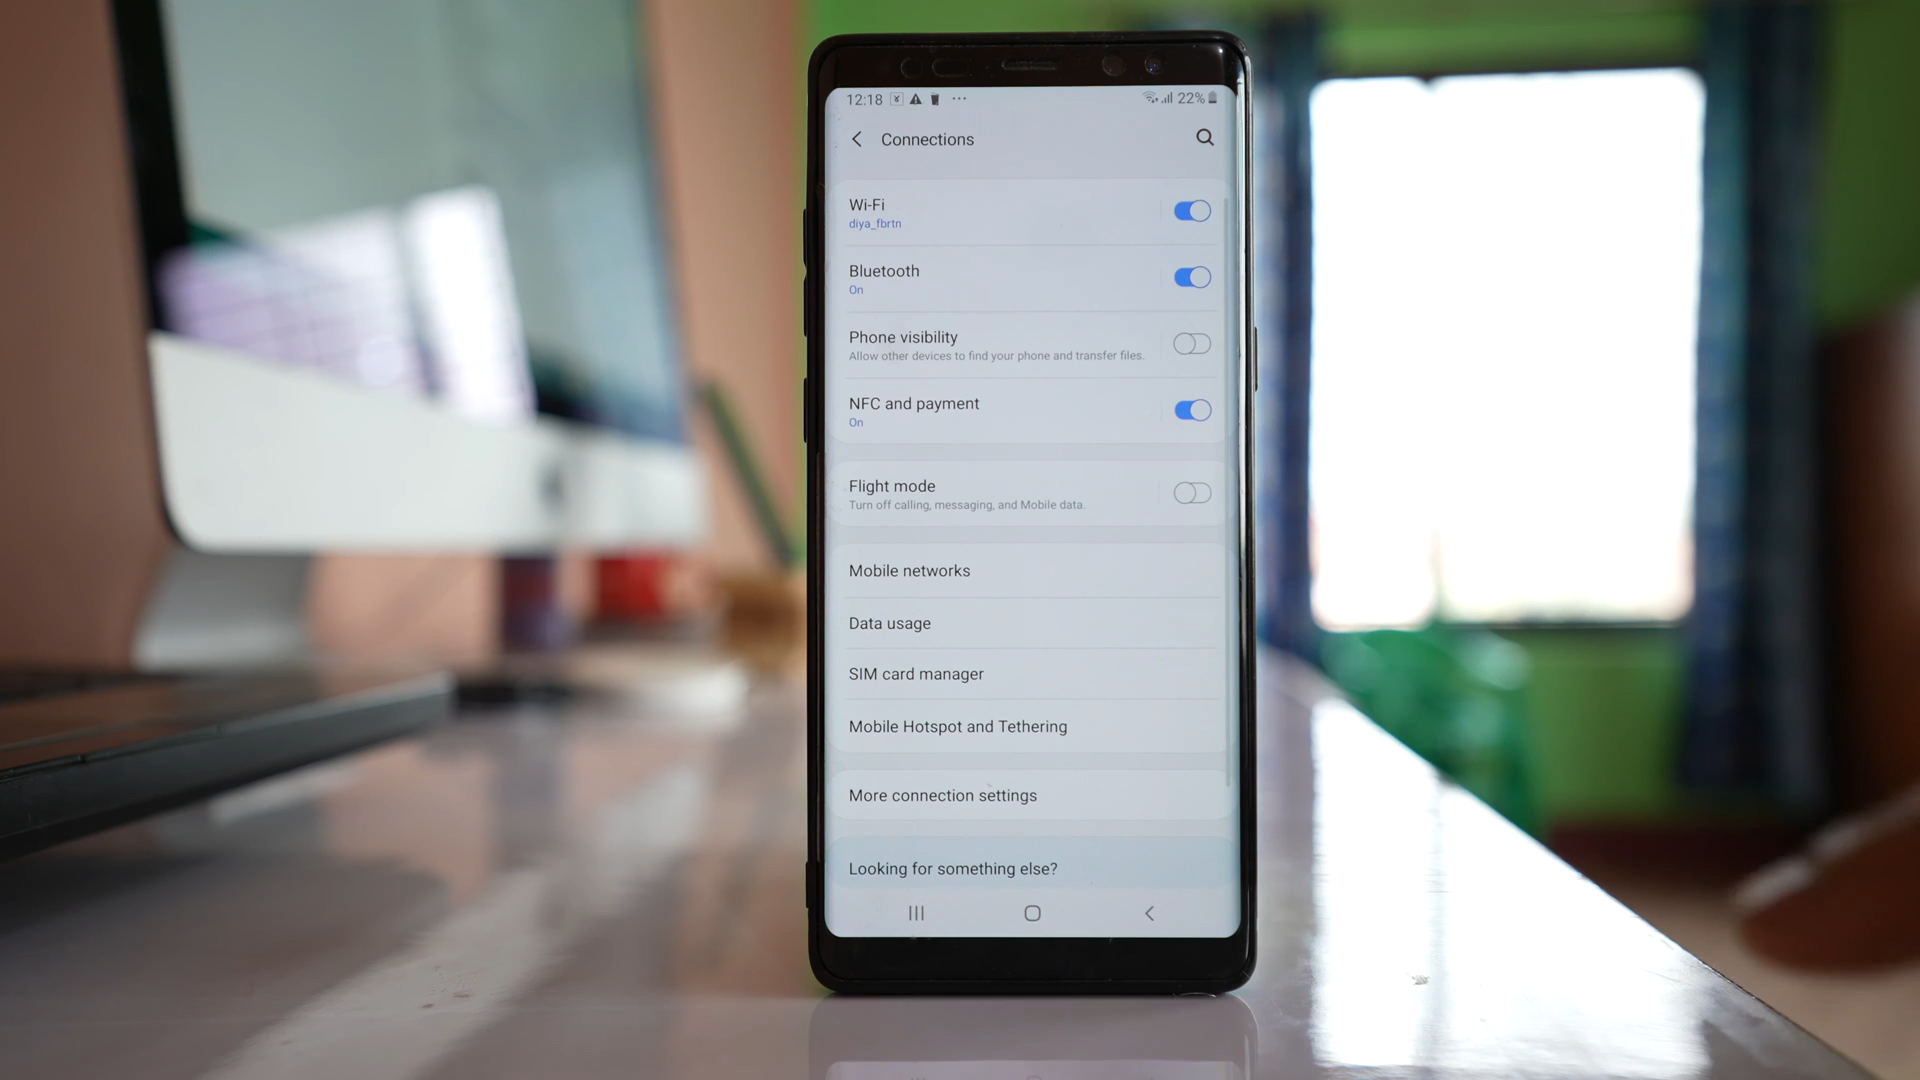 12:18 22%
Connections
Wi-Fi
diya_fbrtn
Bluetooth
On
Phone visibility
Allow other devices to find your phone and transfer files.
NFC and payment
On
Flight mode
Turn off calling, messaging, and Mobile data.
Mobile networks
Data usage
SIM card manager
Mobile Hotspot and Tethering
More connection settings
Looking for something else?